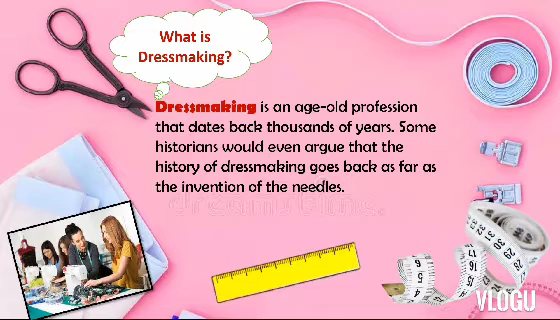 What is
Dressmaking?
Dressmaking is an age-old profession
that dates back thousands of years. Some
historians would even argue that the
history of dressmaking goes back as far as
the invention of the needles.
VLOGU